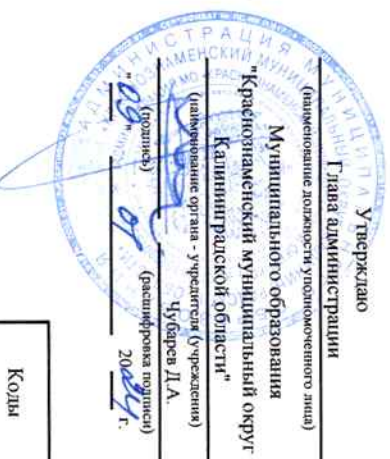 Утверждаю
Глава администрации
(наименование должности уполномоченного лица)
Муниципального образования
"Краснознаменский муниципальный округ
Калининградской области"
(наименование органа - учредителя (учреждения)
Чубарев Д.А.
(подпись) (расшифровка подписи)
"09" 01 2024 г.
Коды